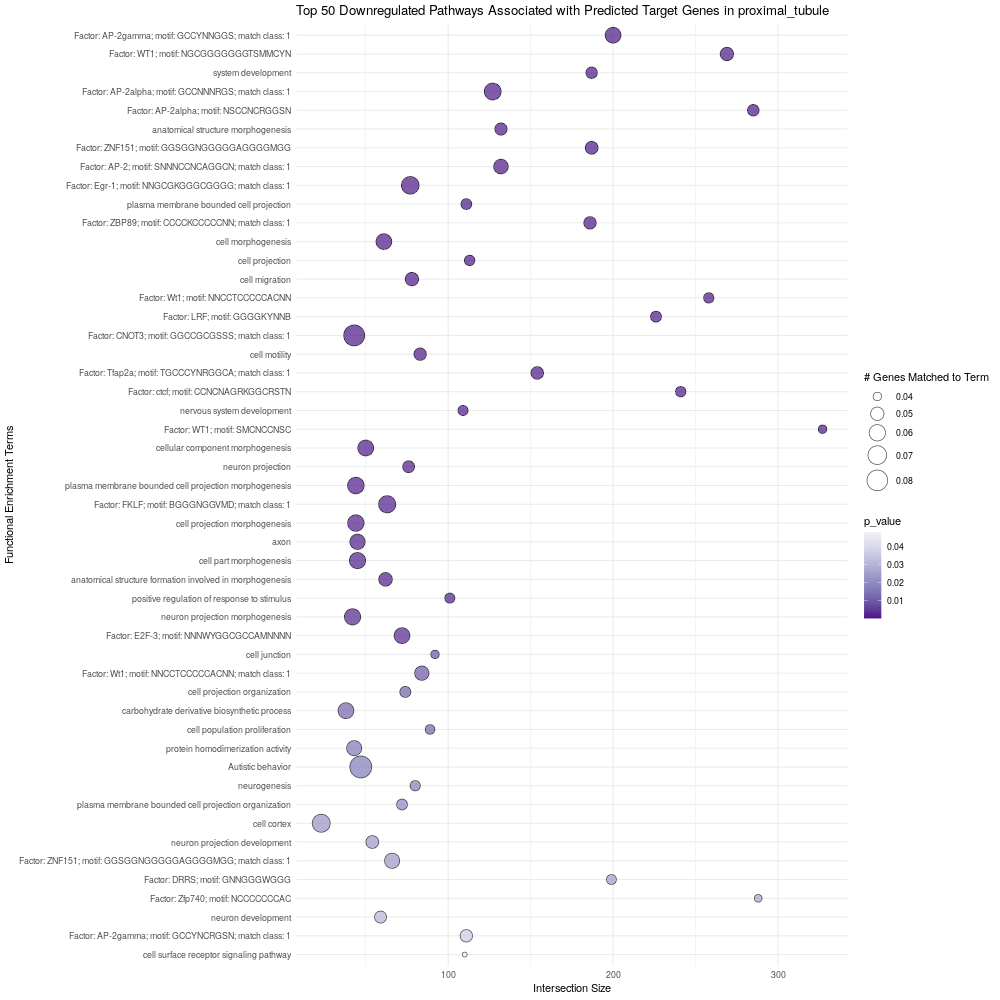 Top 50 Downregulated Pathways Associated with Predicted Target Genes in proximal_tubule
Functional Enrichment Terms
Factor: AP-2gamma; motif: GCCYNNGGS; match class: 1
Factor: WT1; motif: NGCGGGGGGGTSMMCYN
system development
Factor: AP-2alpha; motif: GCCNNNRGS; match class: 1
Factor: AP-2alpha; motif: NSCCNCRGGSN
anatomical structure morphogenesis
Factor: ZNF151; motif: GGSGGNGGGGGAGGGGMGG
Factor: AP-2; motif: SNNNCCNCAGGCN; match class: 1
Factor: Egr-1; motif: NNGCGKGGGCGGGG; match class: 1
plasma membrane bounded cell projection
Factor: ZBP89; motif: CCCCKCCCCCNN; match class: 1
cell morphogenesis
cell projection
cell migration
Factor: Wt1; motif: NNCCTCCCCCACNN
Factor: LRF; motif: GGGGKYNNB
Factor: CNOT3; motif: GGCCGCGSSS; match class: 1
cell motility
Factor: Tfap2a; motif: TGCCCYNRGGCA; match class: 1
Factor: ctcf; motif: CCNCNAGRKGGCRSTN
nervous system development
Factor: WT1; motif: SMCNCCNSC
cellular component morphogenesis
neuron projection
plasma membrane bounded cell projection morphogenesis
Factor: FKLF; motif: BGGGNGGVMD; match class: 1
cell projection morphogenesis
axon
cell part morphogenesis
anatomical structure formation involved in morphogenesis
positive regulation of response to stimulus
neuron projection morphogenesis
Factor: E2F-3; motif: NNNWYGGCGCCAMNNNN
cell junction
Factor: Wt1; motif: NNCCTCCCCCACNN; match class: 1
cell projection organization
carbohydrate derivative biosynthetic process
cell population proliferation
protein homodimerization activity
Autistic behavior
neurogenesis
plasma membrane bounded cell projection organization
cell cortex
neuron projection development
Factor: ZNF151; motif: GGSGGNGGGGGAGGGGMGG; match class: 1
Factor: DRRS; motif: GNNGGGWGGG
Factor: Zfp740; motif: NCCCCCCCAC
neuron development
Factor: AP-2gamma; motif: GCCYNCRGSN; match class: 1
cell surface receptor signaling pathway
100
200
300
Intersection Size
# Genes Matched to Term
0.04
0.05
0.06
0.07
0.08
p_value
0.04
0.03
0.02
0.01